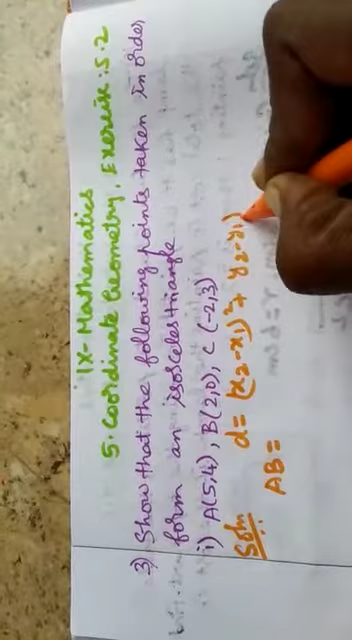 IX-Mathematics
5. Coordinate Geometry, Exercise: 5.2
3) Show that the following points taken in order
form an isosceles triangle
i) A(5,4), B(2,0), C(-2,3)
Soln: d = (x₂-x₁)² + y₂-y₁)
AB =